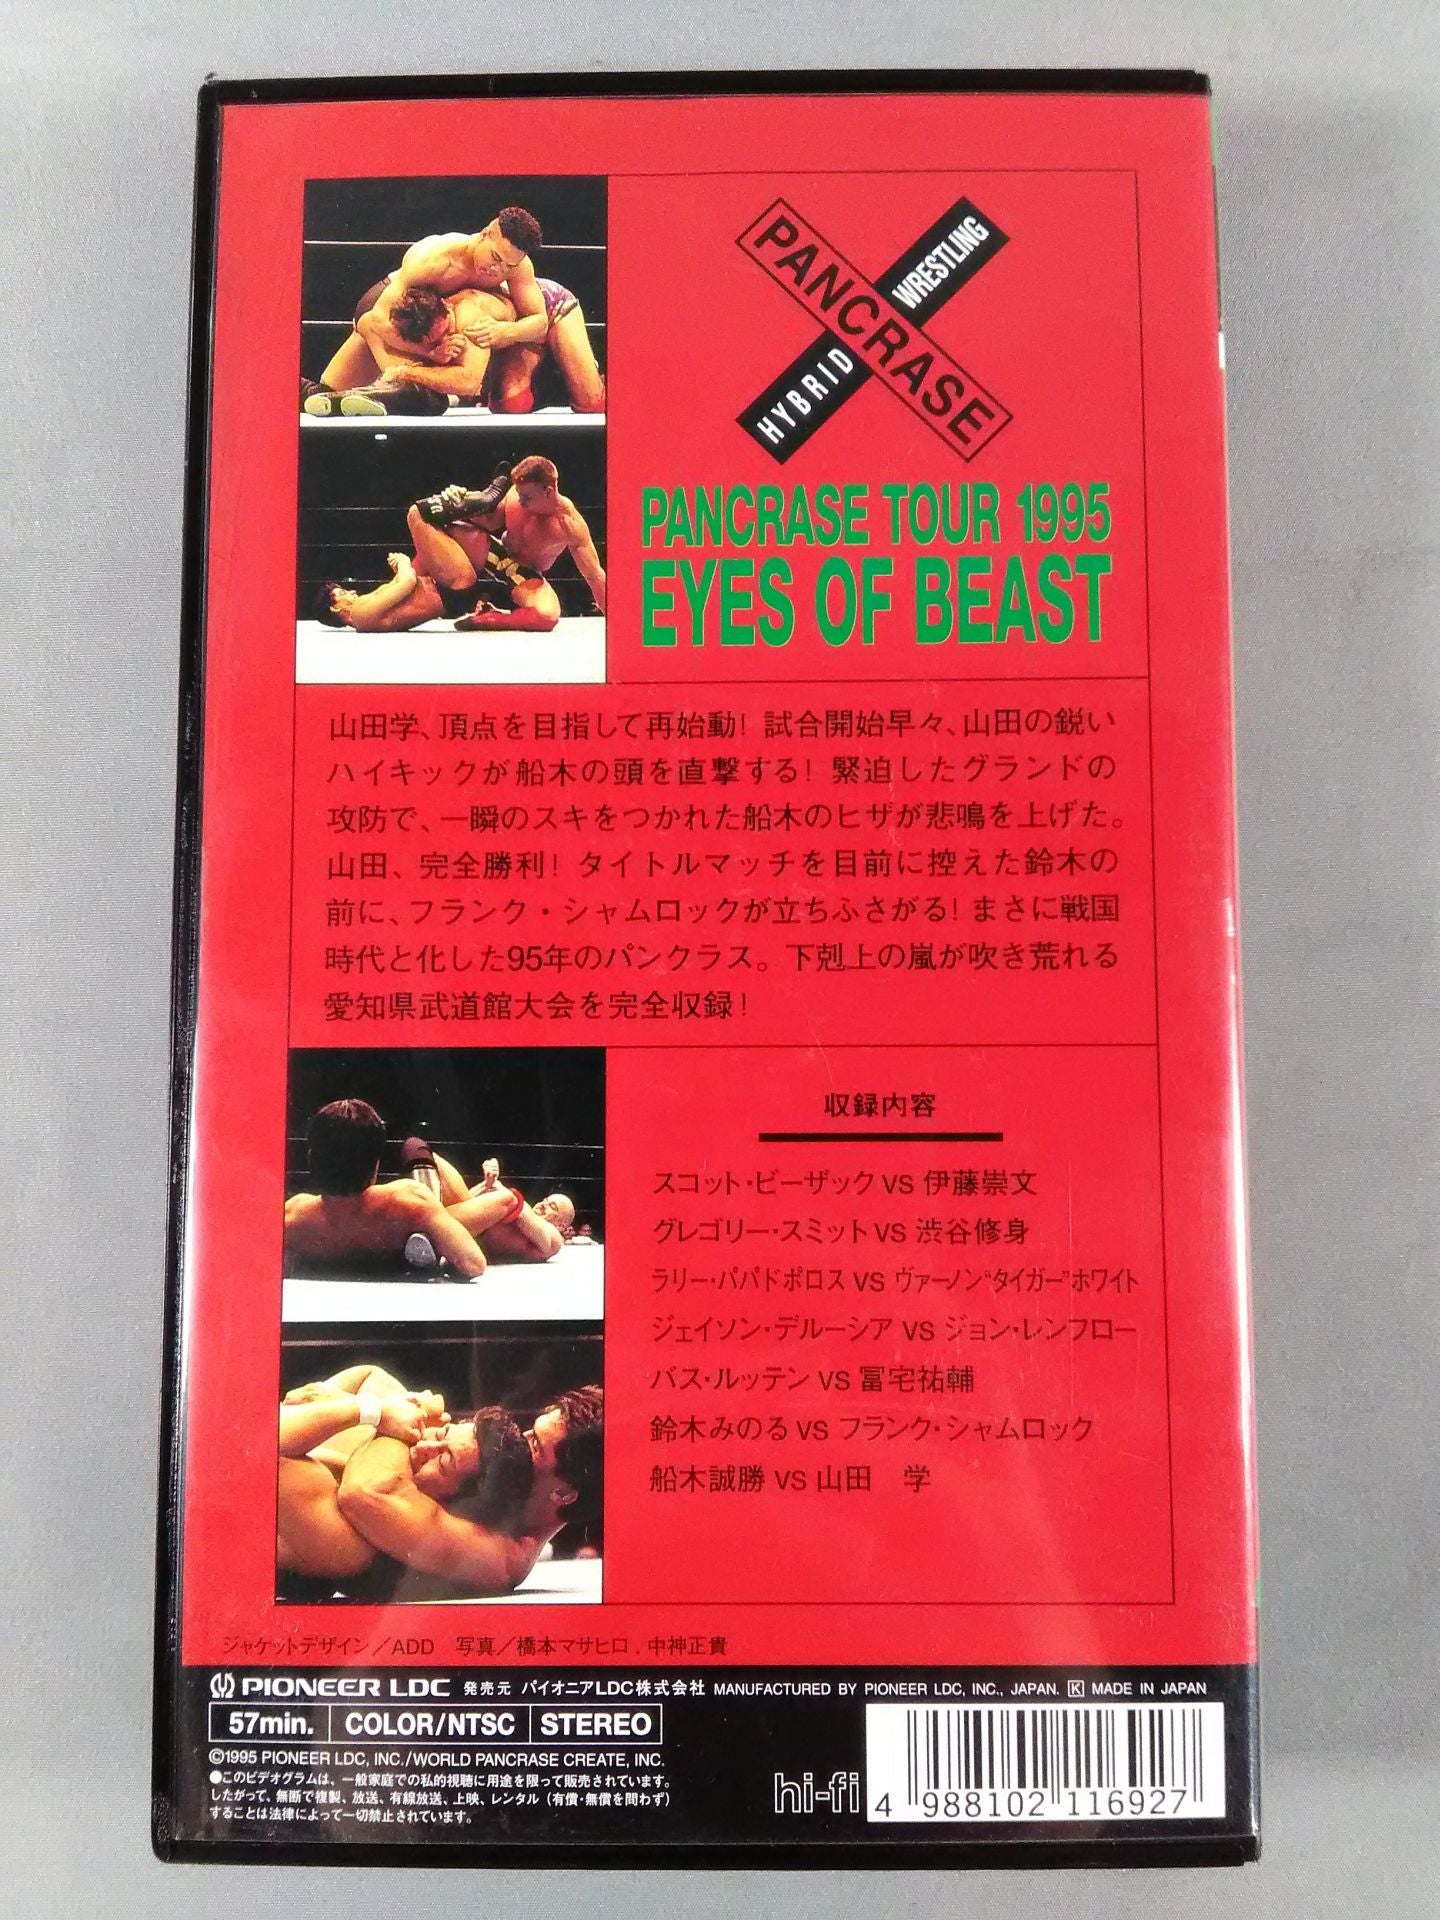 PANCRASE
HYBRID WRESTLING
PANCRASE TOUR 1995
EYES OF BEAST
山田学、頂点を目指して再始動! 試合開始早々、山田の鋭い
ハイキックが船木の頭を直撃する! 緊迫したグランドの
攻防で、一瞬のスキをつかれた船木のヒザが悲鳴を上げた。
山田、完全勝利! タイトルマッチを目前に控えた鈴木の
前に、フランク・シャムロックが立ちふさがる! まさに戦国
時代と化した95年のパンクラス。下剋上の嵐が吹き荒れる
愛知県武道館大会を完全収録!
収録内容
スコット・ビーザック VS 伊藤崇文
グレゴリー・スミット VS 渋谷修身
ラリー・パパドポロス VS ヴァーノン“タイガー”ホワイト
ジェイソン・デルーシア VS ジョン・レンフロー
バス・ルッテン VS 冨宅祐輔
鈴木みのる VS フランク・シャムロック
船木誠勝 VS 山田 学
ジャケットデザイン/ADD 写真/橋本マサヒロ . 中神正貴
PIONEER LDC 発売元 パイオニアLDC株式会社 MANUFACTURED BY PIONEER LDC, INC., JAPAN. K MADE IN JAPAN
57min. COLOR/NTSC STEREO
©1995 PIONEER LDC, INC./WORLD PANCRASE CREATE, INC.
●このビデオグラムは、一般家庭での私的視聴に用途を限って販売されています。
したがって、無断で複製、放送、有線放送、上映、レンタル(有償・無償を問わず)
することは法律によって一切禁止されています。
hi-fi
4 988102 116927